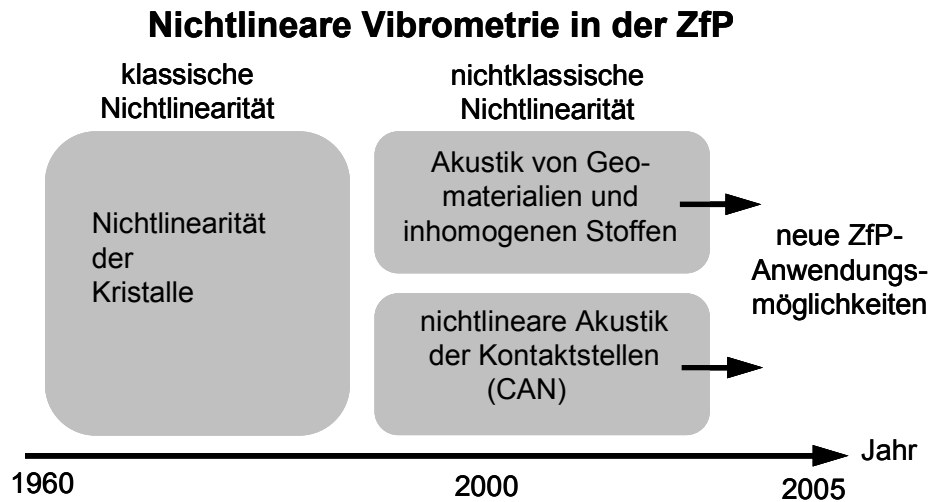 Nichtlineare Vibrometrie in der ZfP
klassische
Nichtlinearität
nichtklassische
Nichtlinearität
Nichtlinearität
der
Kristalle
Akustik von Geo-
materialien und
inhomogenen Stoffen
nichtlineare Akustik
der Kontaktstellen
(CAN)
neue ZfP-
Anwendungs-
möglichkeiten
Jahr
1960
2000
2005